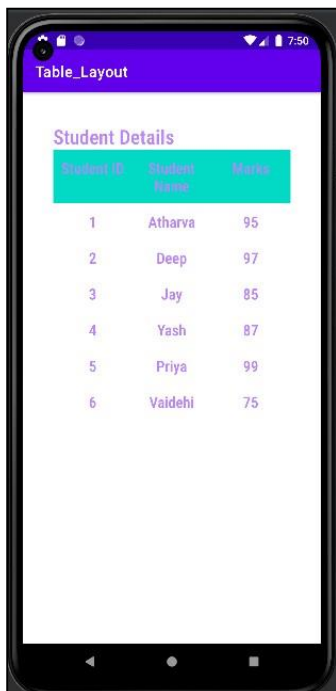 7:50
Table_Layout
Student Details
Student ID Student Name Marks
1 Atharva 95
2 Deep 97
3 Jay 85
4 Yash 87
5 Priya 99
6 Vaidehi 75